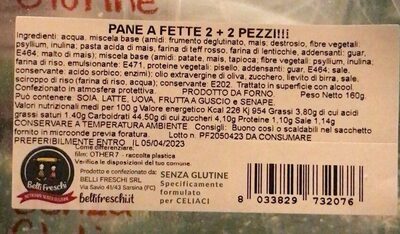 Glutine
PANE A FETTE 2 + 2 PEZZI!!!
Ingredienti: acqua, miscela base (amidi: frumento deglutinato, mais, destrosio, fibre vegetali:
psyllium, inulina; pasta acida di mais, farina di teff rosso, farina di lenticchie, addensanti: guar,
E464, malto di mais); miscela base (amidi: patate, mais, tapioca), fibre vegetali (psyllium, inulina;
farina di riso, emulsionante: E471, proteine vegetali: pisello, addensanti: guar, E464; sale,
conservante: acido sorbico, enzimi); olio extravergine di oliva, zucchero, lievito di birra, sale,
sciroppo di riso (farina di riso, acqua), conservante: E202. Trattato in superficie con alcool
Confezionato in atmosfera protettiva. PRODOTTO DA FORNO Peso Netto 160g
Può contenere: SOIA, LATTE, UOVA, FRUTTA A GUSCIO e SENAPE.
Valori nutrizionali medi per 100 g Valore energetico Kcal 226 Kj 954 Grassi 3.80g di cui acidi
grassi saturi 1,40g Carboidrati 44,50g di cui zuccheri 4,10g Proteine 1,10g Sale 1,14g
CONSERVARE A TEMPERATURA AMBIENTE Consigli: Buono così o scaldabili nel sacchetto
fornito in microonde previa foratura. Lotto n. PF2050423 DA CONSUMARE
PREFERIBILMENTE ENTRO IL 05/04/2023
Come differenziare:
film: OTHER7 - raccolta plastica
Verifica le disposizioni del tuo comune.
Prodotto e confezionato da:
BELLI FRESCHI SRL
Via Savio 41/43 Sarsina (FC)
Belli Freschi
bellifreschi.it
SENZA GLUTINE
Specificamente
formulato
per CELIACI
8 033829 732076